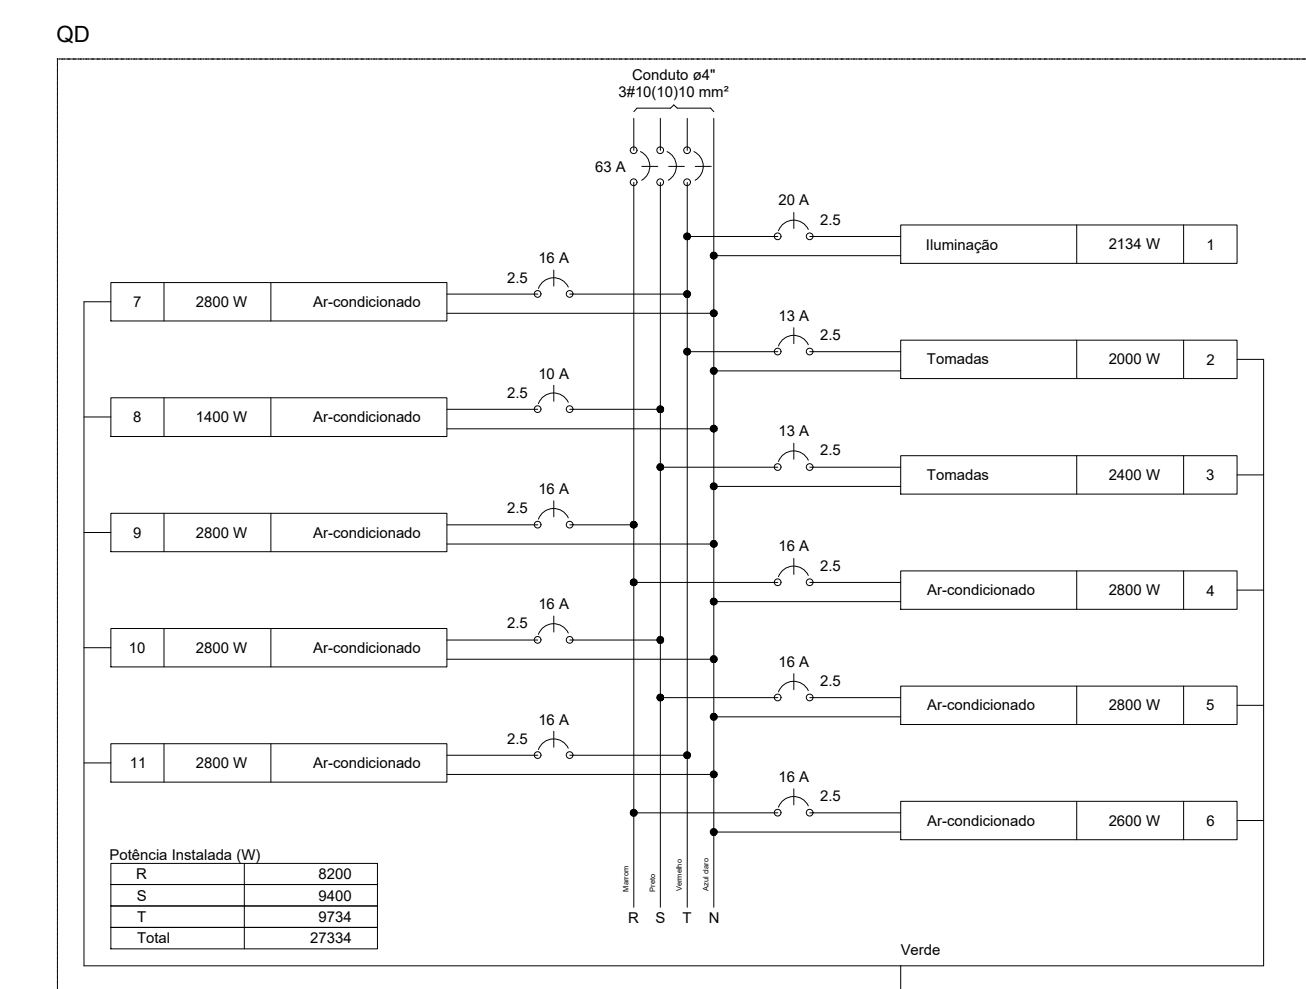 QD
Conduto ø4"
3#10(10)10 mm²
63 A
20 A
2.5
Iluminação 2134 W 1
16 A
2.5
7 2800 W Ar-condicionado
13 A
2.5
Tomadas 2000 W 2
10 A
2.5
8 1400 W Ar-condicionado
13 A
2.5
Tomadas 2400 W 3
16 A
2.5
9 2800 W Ar-condicionado
16 A
2.5
Ar-condicionado 2800 W 4
16 A
2.5
10 2800 W Ar-condicionado
16 A
2.5
Ar-condicionado 2800 W 5
16 A
2.5
11 2800 W Ar-condicionado
16 A
2.5
Ar-condicionado 2600 W 6
Potência Instalada (W)
R 8200
S 9400
T 9734
Total 27334
Marrom
Preto
Vermelho
Azul claro
R S T N
Verde